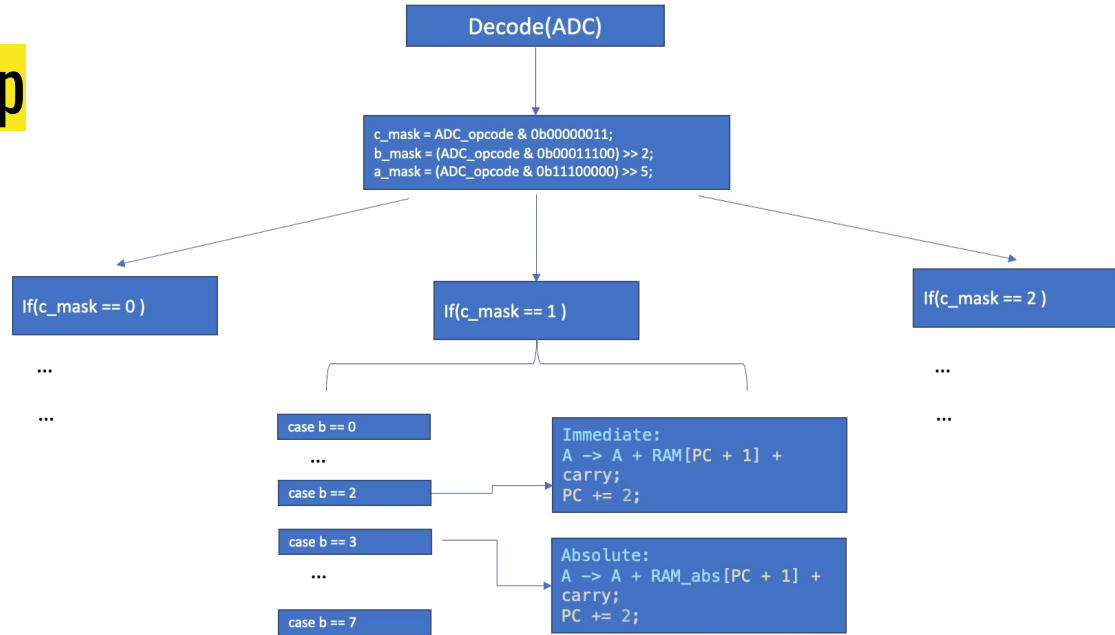 Decode(ADC)
p
c_mask = ADC_opcode & 0b00000011;
b_mask = (ADC_opcode & 0b00011100) >> 2;
a_mask = (ADC_opcode & 0b11100000) >> 5;
If(c_mask == 0 )
If(c_mask == 1 )
If(c_mask == 2 )
...
...
...
...
case b == 0
...
case b == 2
case b == 3
...
case b == 7
Immediate:
A -> A + RAM[PC + 1] +
carry;
PC += 2;
Absolute:
A -> A + RAM_abs[PC + 1] +
carry;
PC += 2;